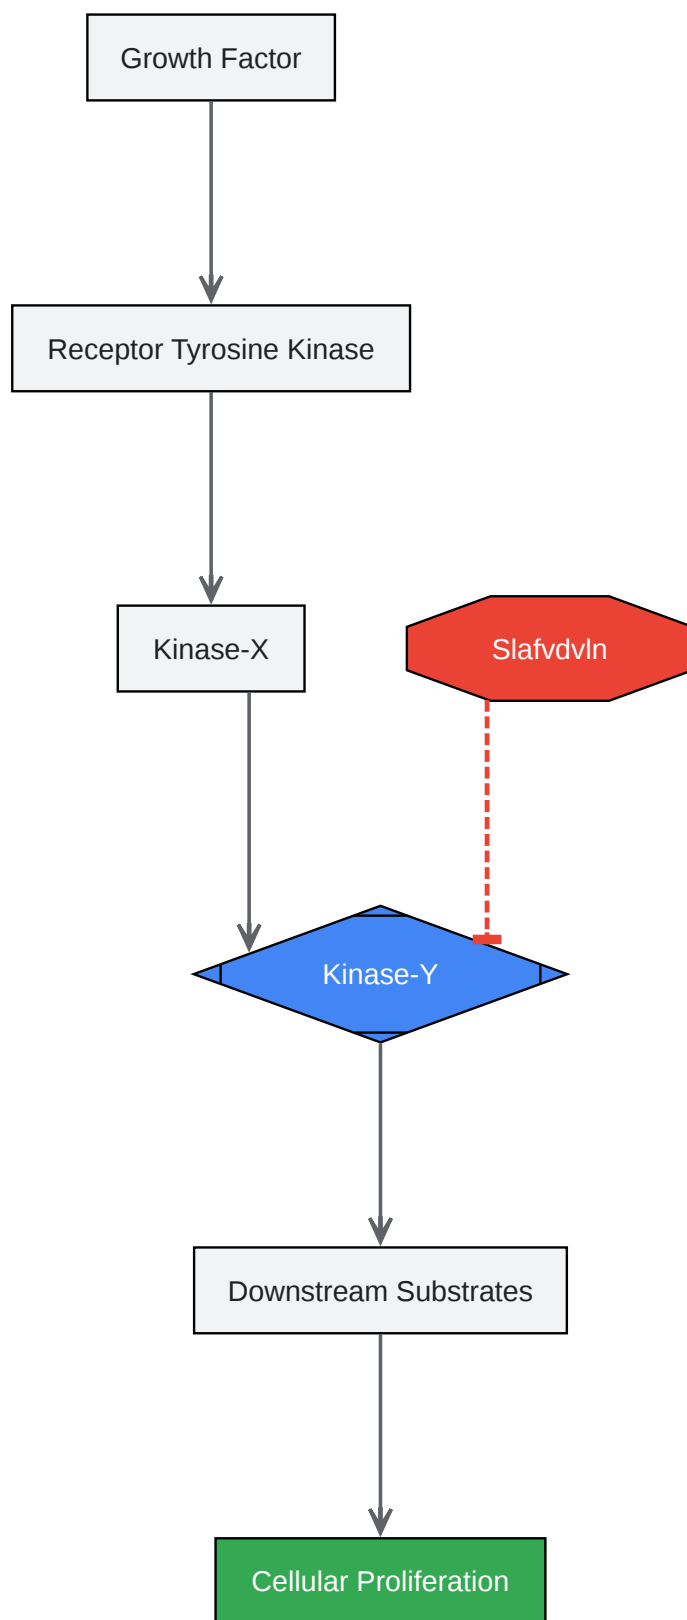 Growth Factor
Receptor Tyrosine Kinase
Kinase-X
Slafvdvln
Kinase-Y
Downstream Substrates
Cellular Proliferation